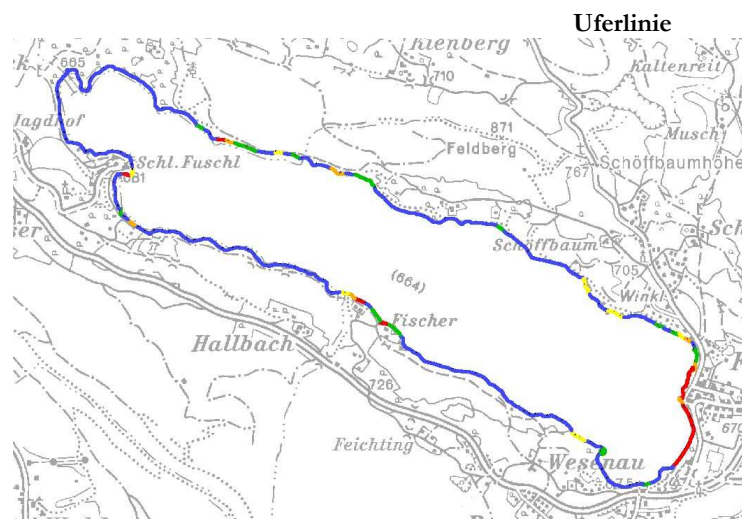 Uferlinie
Kienberg
Kaltenreit
665
710
Jagdhof
871
Musch
Feldberg
Schl. Fuschl
767
Schöffbaumhöhe
681
Schöffbaum
705
(664)
Winkl
Fischer
Hallbach
726
670
Feichting
Wesenau